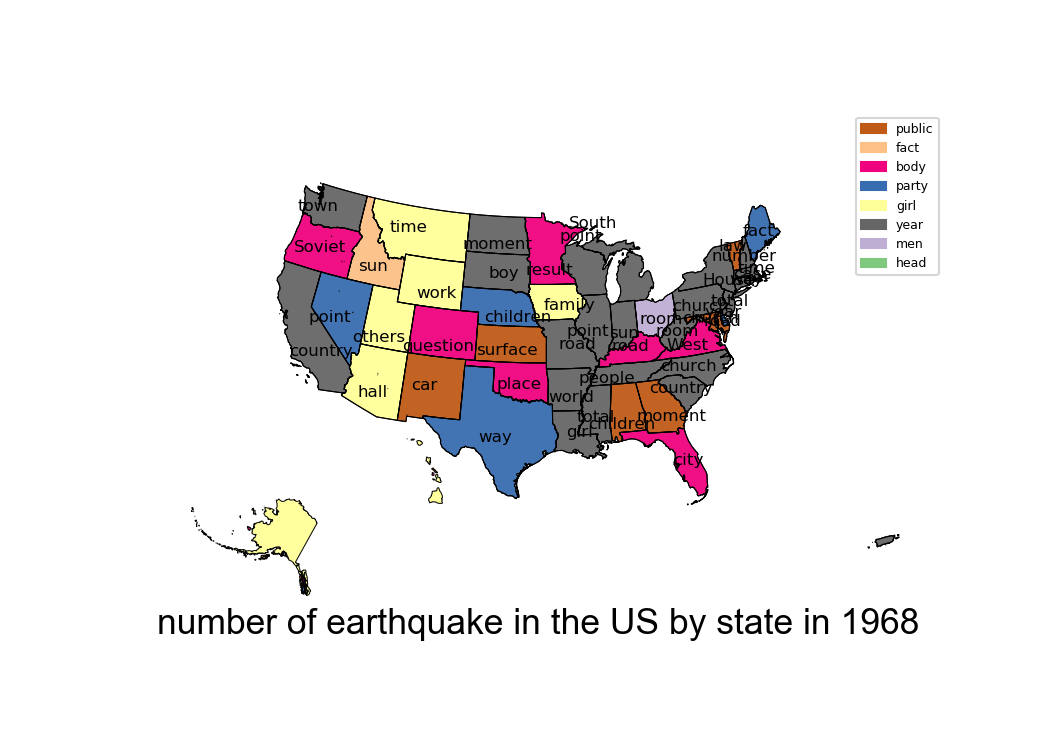 public
fact
body
party
girl
year
men
head
town
Soviet
time
sun
moment
boy
work
South
point
result
law
fact
number
time
House
point
others
children
family
total
church
country
question
surface
point
road
sun
room
room
road
West
hall
car
place
world
people
church
country
way
total
girl
children
moment
city
number of earthquake in the US by state in 1968